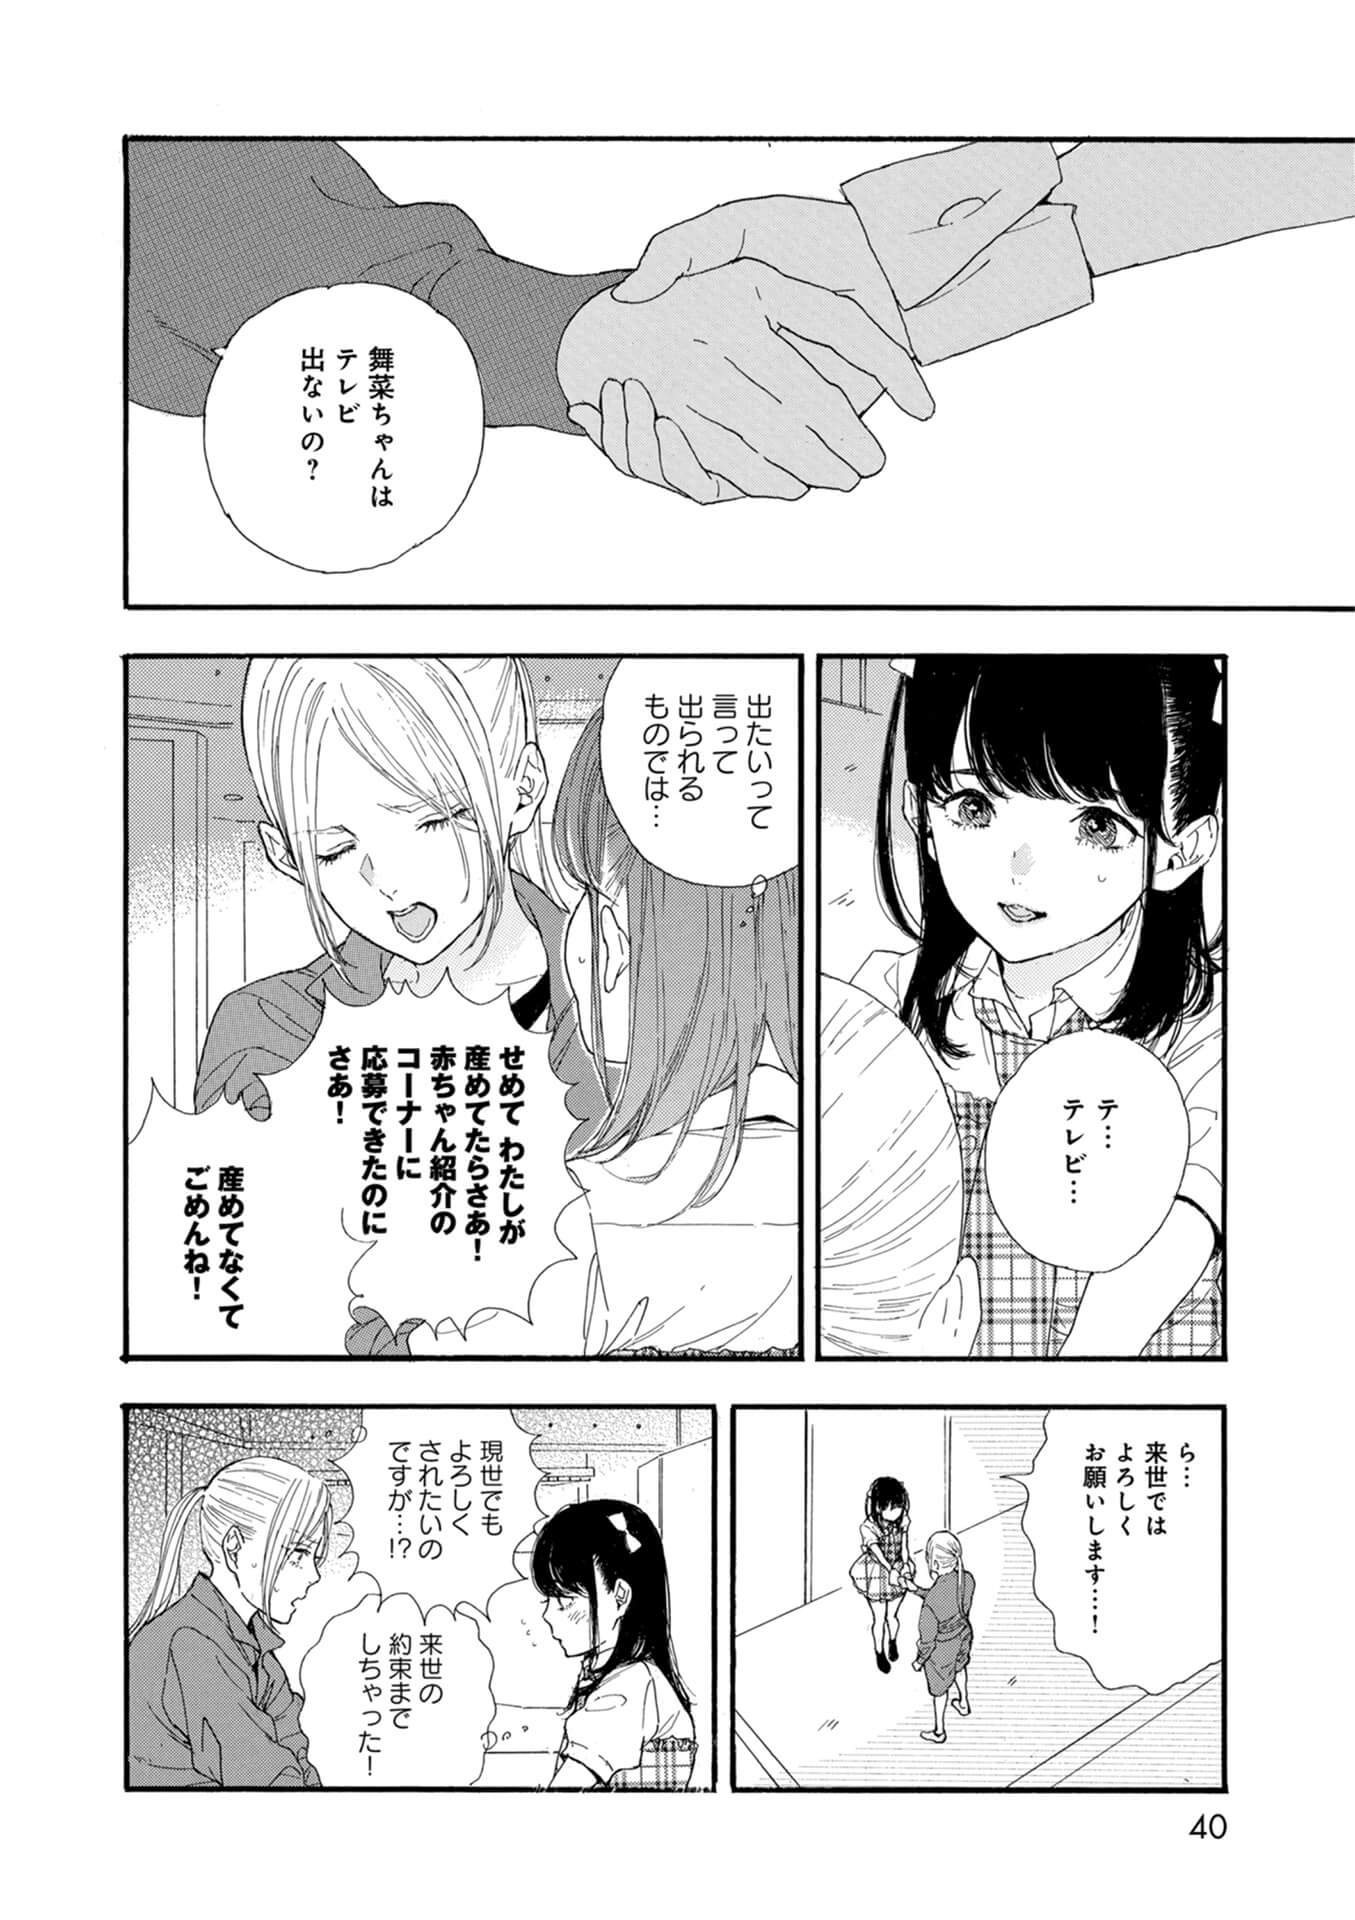 舞菜ちゃんは
テレビ
出ないの？
テ…
テレビ…
出たいって
言って
出られる
ものでは…
せめて わたしが
産めてたらさあ！
赤ちゃん紹介の
コーナーに
応募できたのに
さあ！
産めてなくて
ごめんね！
ら…
来世では
よろしく
お願いします…！
現世でも
よろしく
されたいの
ですが…!?
来世の
約束まで
しちゃった！
40